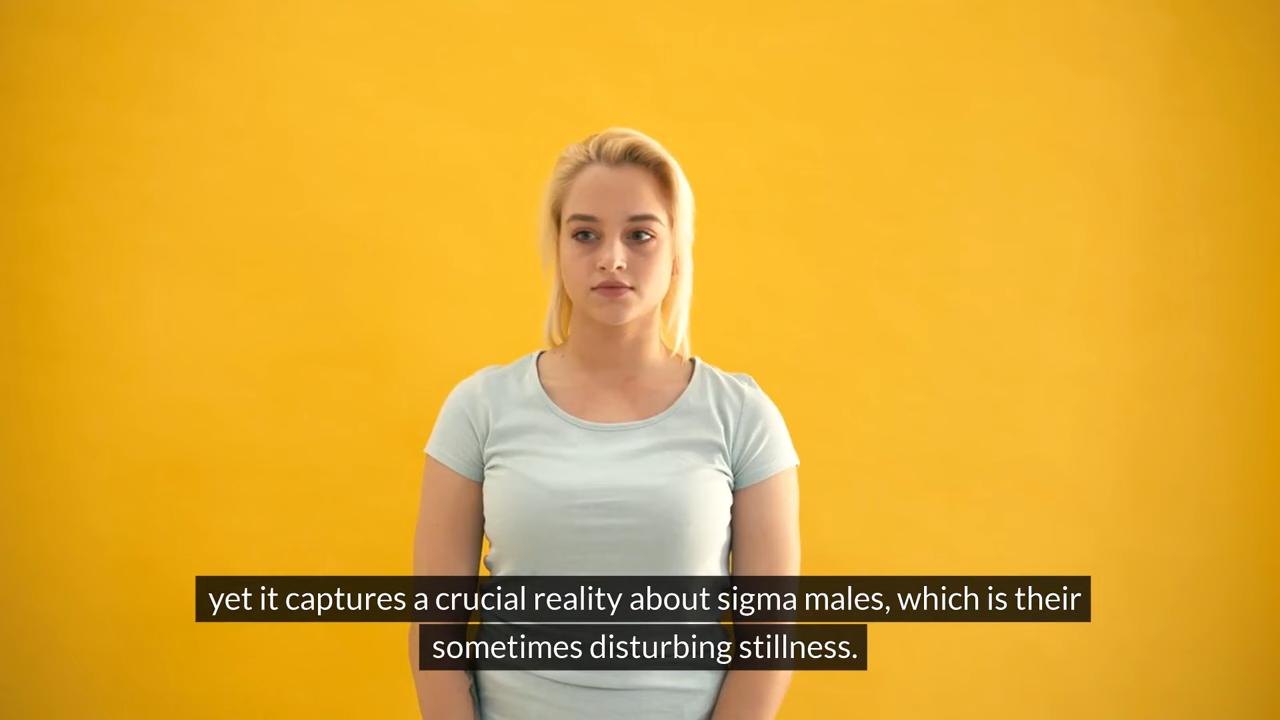 yet it captures a crucial reality about sigma males, which is their
sometimes disturbing stillness.